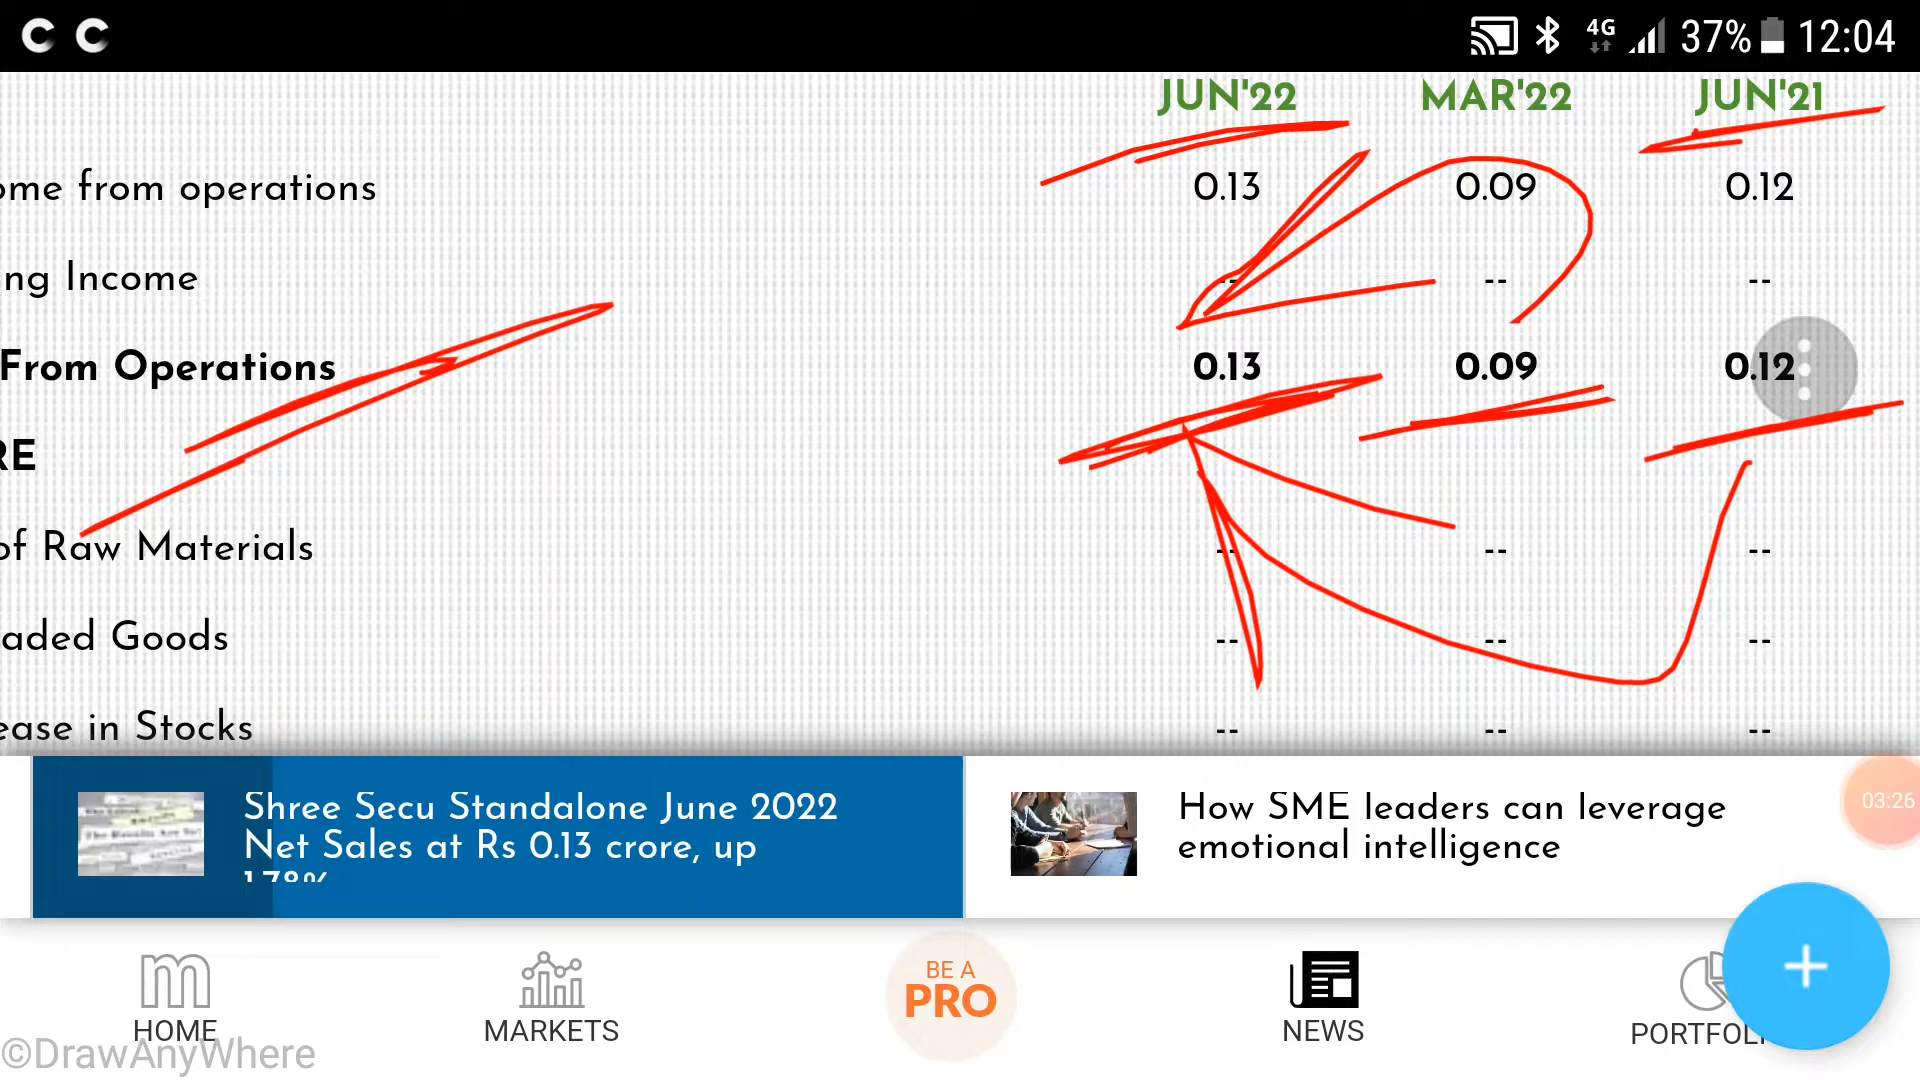 4G 37% 12:04
JUN'22 MAR'22 JUN'21
ome from operations 0.13 0.09 0.12
ng Income -- -- --
From Operations 0.13 0.09 0.12
RE
of Raw Materials -- -- --
aded Goods -- -- --
ease in Stocks -- -- --
Shree Secu Standalone June 2022
Net Sales at Rs 0.13 crore, up
1.78%
How SME leaders can leverage
emotional intelligence
03:26
HOME MARKETS BE A PRO NEWS PORTFOLI
©DrawAnyWhere